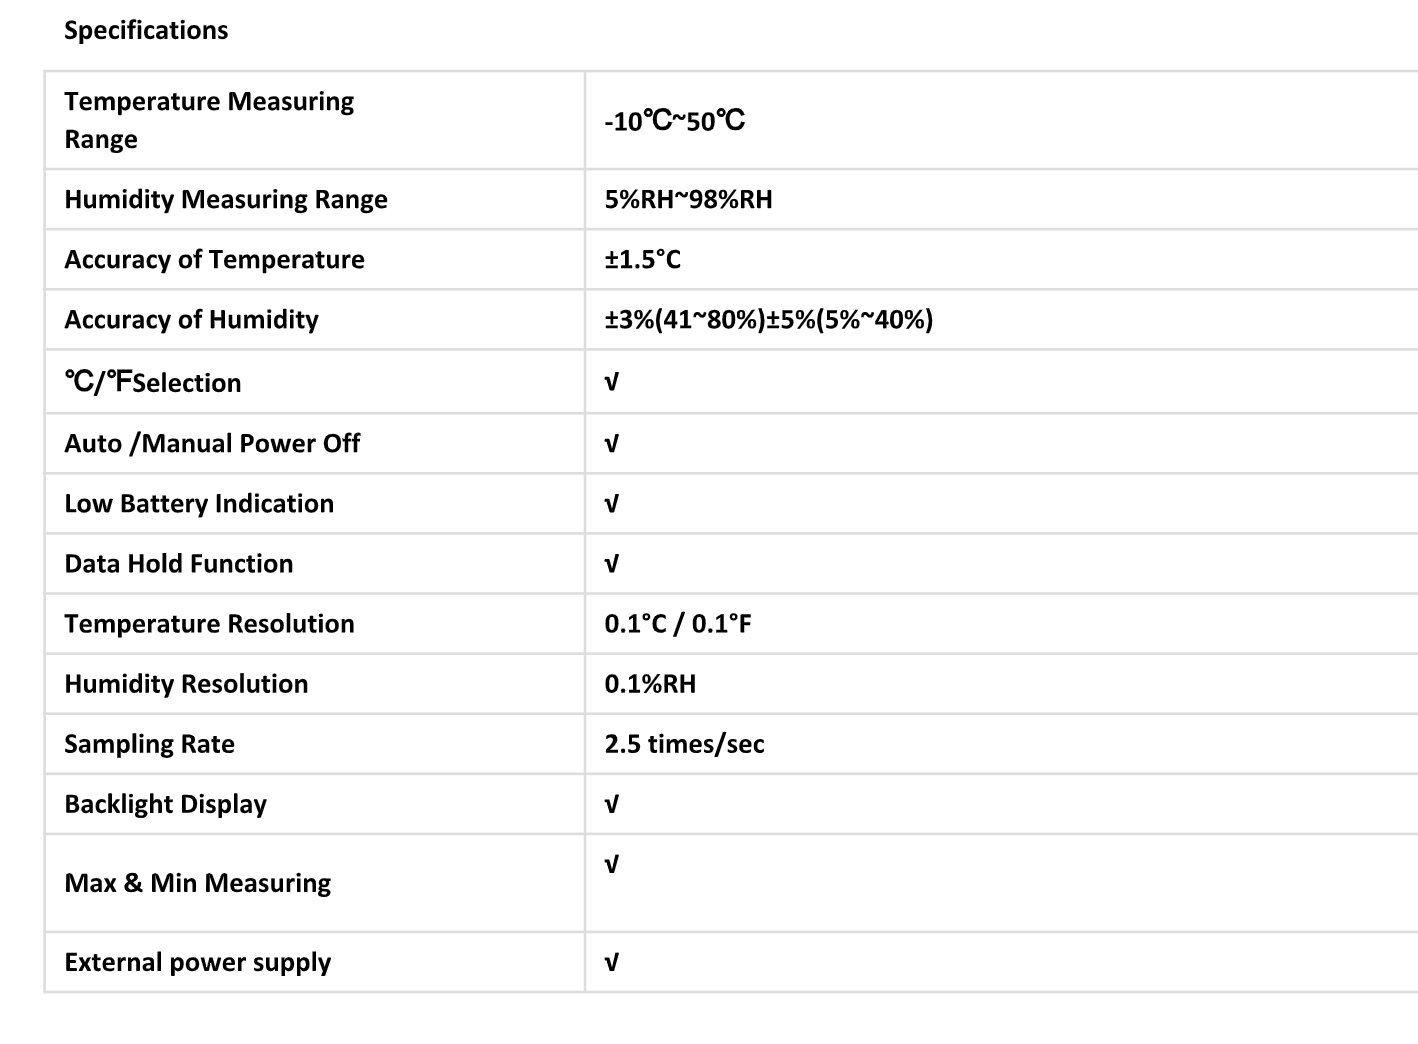 Specifications
Temperature Measuring
Range
-10℃~50℃
Humidity Measuring Range
5%RH~98%RH
Accuracy of Temperature
±1.5°C
Accuracy of Humidity
±3%(41~80%)±5%(5%~40%)
℃/℉Selection
√
Auto /Manual Power Off
√
Low Battery Indication
√
Data Hold Function
√
Temperature Resolution
0.1°C / 0.1°F
Humidity Resolution
0.1%RH
Sampling Rate
2.5 times/sec
Backlight Display
√
Max & Min Measuring
√
External power supply
√